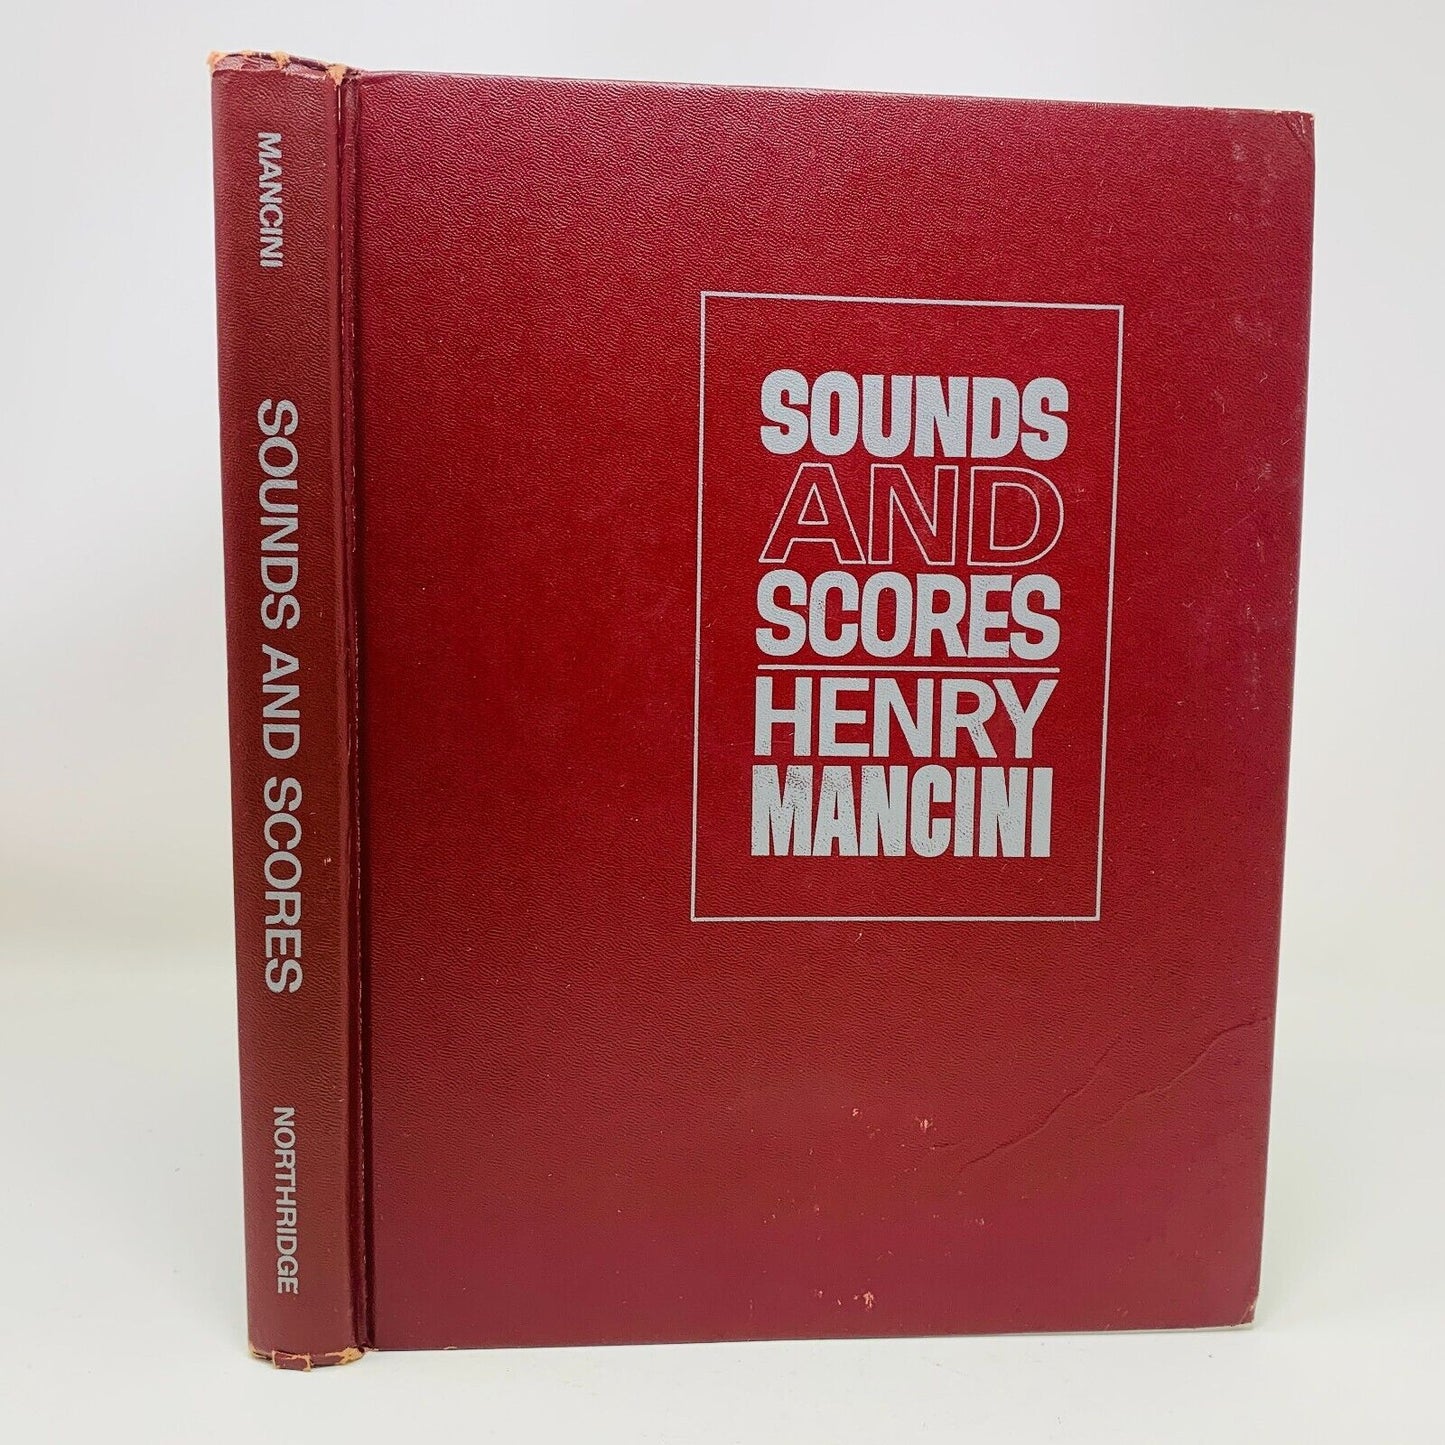 MANCINI
SOUNDS AND SCORES
NORTHRIDGE
SOUNDS
AND
SCORES
HENRY
MANCINI